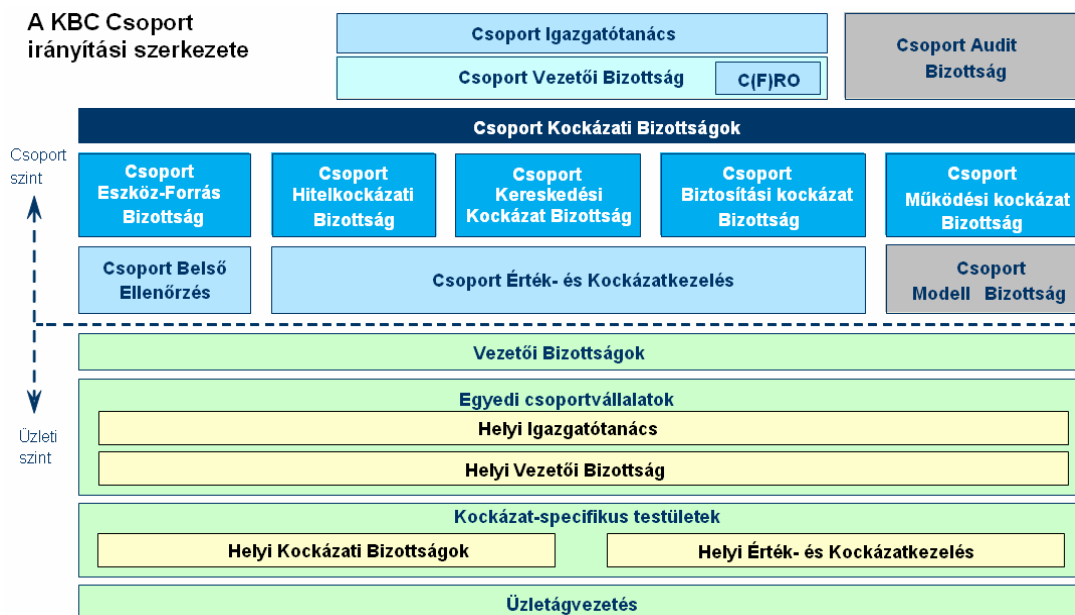 A KBC Csoport
irányítási szerkezete
Csoport Igazgatótanács
Csoport Vezetői Bizottság
C(F)RO
Csoport Audit
Bizottság
Csoport Kockázati Bizottságok
Csoport
szint
Csoport
Eszköz-Forrás
Bizottság
Csoport
Hitelkockázati
Bizottság
Csoport
Kereskedési
Kockázat Bizottság
Csoport
Biztosítási kockázat
Bizottság
Csoport
Működési kockázat
Bizottság
Csoport Belső
Ellenőrzés
Csoport Érték- és Kockázatkezelés
Csoport
Modell Bizottság
Vezetői Bizottságok
Egyedi csoportvállalatok
Helyi Igazgatótanács
Helyi Vezetői Bizottság
Üzleti
szint
Kockázat-specifikus testületek
Helyi Kockázati Bizottságok
Helyi Érték- és Kockázatkezelés
Üzletágvezetés